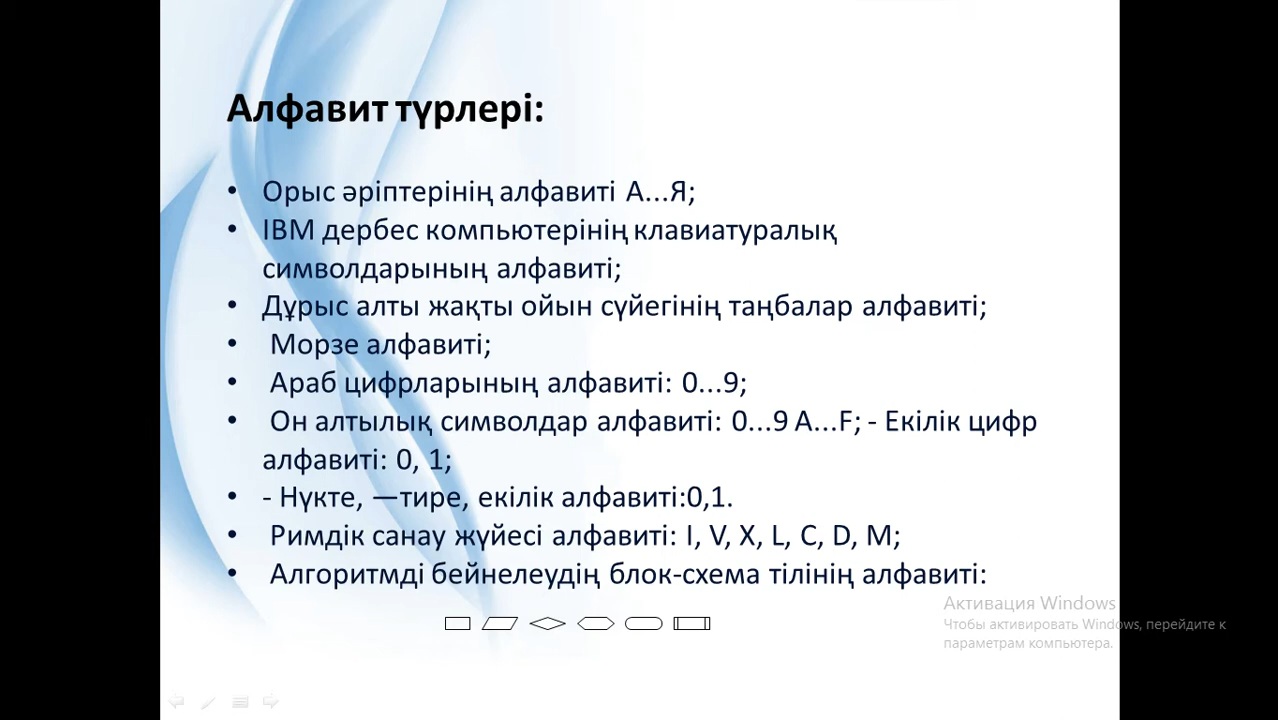 Алфавит түрлері:
• Орыс әріптерінің алфавиті А...Я;
• IBM дербес компьютерінің клавиатуралық
символдарының алфавиті;
• Дұрыс алты жақты ойын сүйегінің таңбалар алфавиті;
• Морзе алфавиті;
• Араб цифрларының алфавиті: 0...9;
• Он алтылық символдар алфавиті: 0...9 A...F; - Екілік цифр
алфавиті: 0, 1;
• - Нүкте, —тире, екілік алфавиті:0,1.
• Римдік санау жүйесі алфавиті: I, V, X, L, C, D, M;
• Алгоритмді бейнелеудің блок-схема тілінің алфавиті:
Активация Windows
Чтобы активировать Windows, перейдите к
параметрам компьютера.